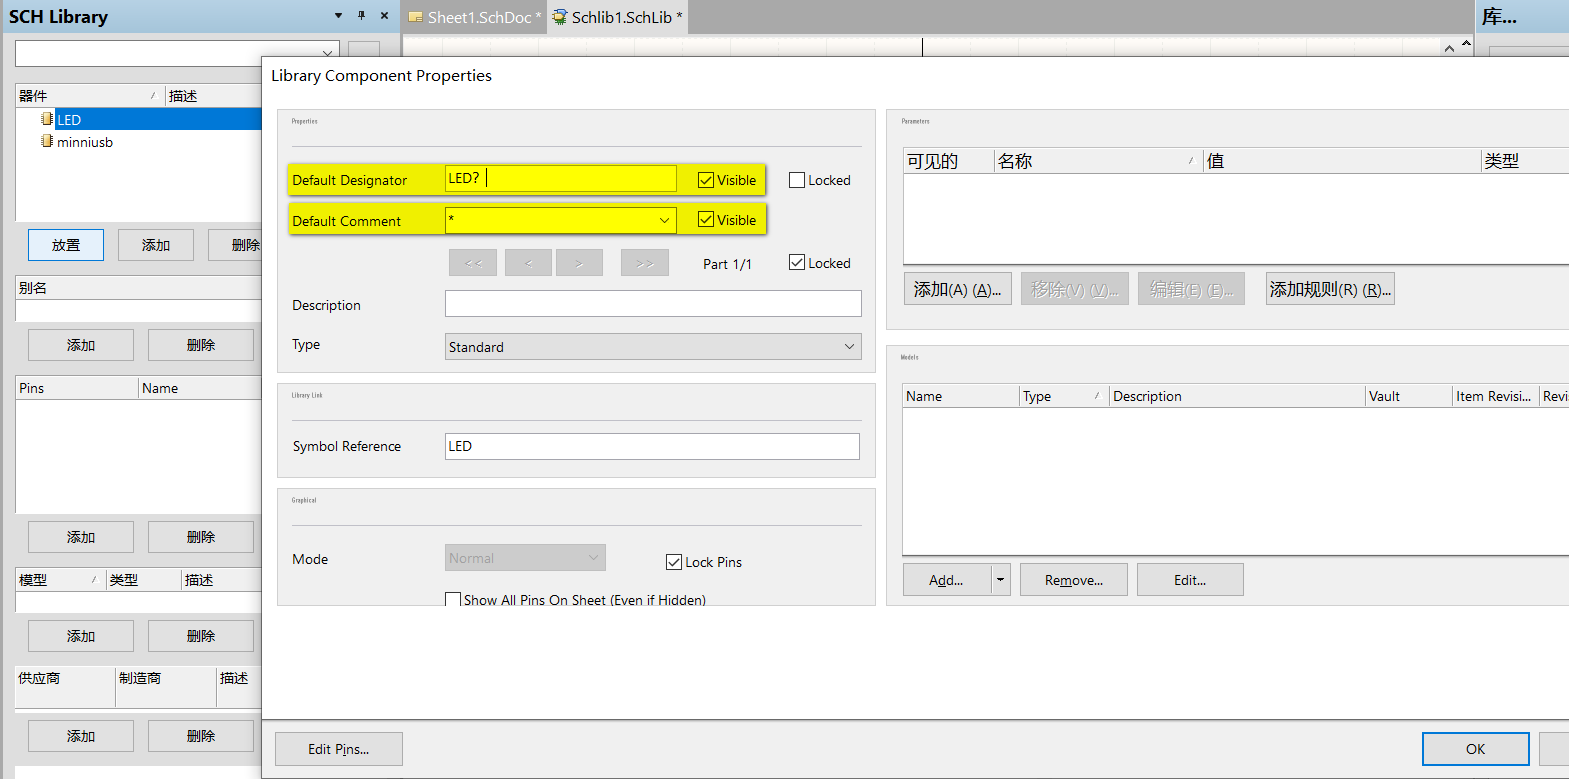 SCH Library
Sheet1.SchDoc *
Schlib1.SchLib *
库...
器件
描述
LED
minniusb
放置
添加
删除
别名
添加
删除
Pins
Name
添加
删除
模型
类型
描述
添加
删除
供应商
制造商
描述
添加
删除
Library Component Properties
Properties
Default Designator
LED?
Visible
Locked
Default Comment
*
Visible
<<
<
>
>>
Part 1/1
Locked
Description
Type
Standard
Library Link
Symbol Reference
LED
Graphical
Mode
Normal
Lock Pins
Show All Pins On Sheet (Even if Hidden)
Parameters
可见的
名称
值
类型
添加(A) (A)...
移除(V) (V)...
编辑(E) (E)...
添加规则(R) (R)...
Models
Name
Type
Description
Vault
Item Revisi...
Revi
Add...
Remove...
Edit...
Edit Pins...
OK